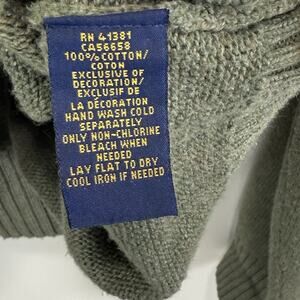 RN 41381
CA56658
100% COTTON/
COTON
EXCLUSIVE OF
DECORATION/
EXCLUSIF DE
LA DÉCORATION
HAND WASH COLD
SEPARATELY
ONLY NON-CHLORINE
BLEACH WHEN
NEEDED
LAY FLAT TO DRY
COOL IRON IF NEEDED